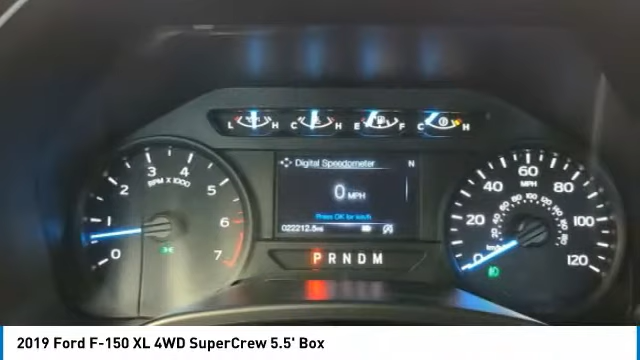 L H C H E F C H
Digital Speedometer N
0 MPH
Press OK for km/h
022212.5mi
P R N D M
0 1 2 3 4 5 6 7
RPM X 1000
0 20 40 60 80 100 120
MPH
km/h
2019 Ford F-150 XL 4WD SuperCrew 5.5' Box